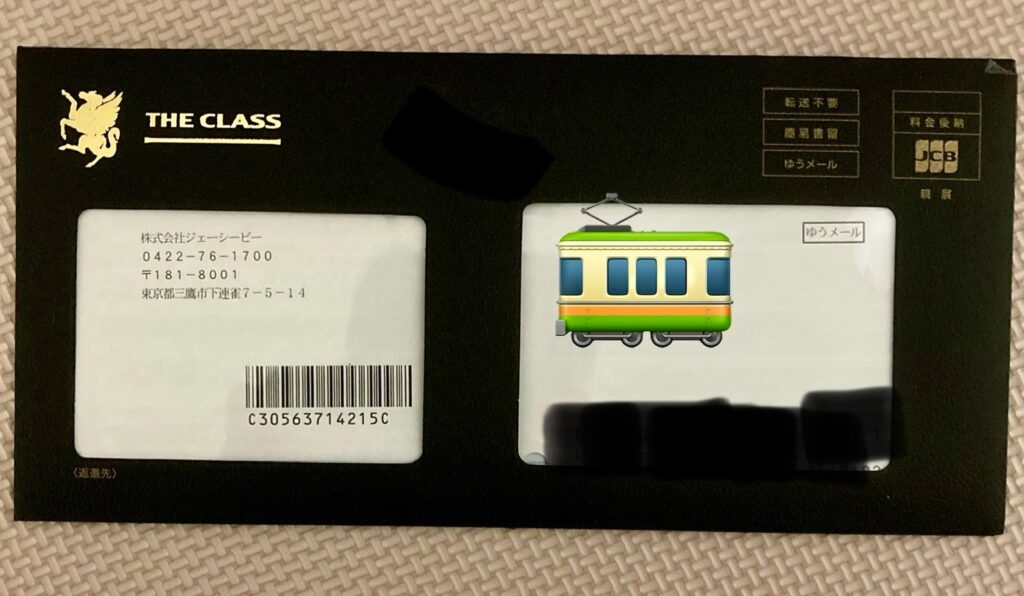 THE CLASS
転送不要
簡易書留
ゆうメール
料金後納
JCB
親展
株式会社ジェーシービー
0422-76-1700
〒181-8001
東京都三鷹市下連雀7-5-14
C305637142​15C
〈返還先〉
ゆうメール